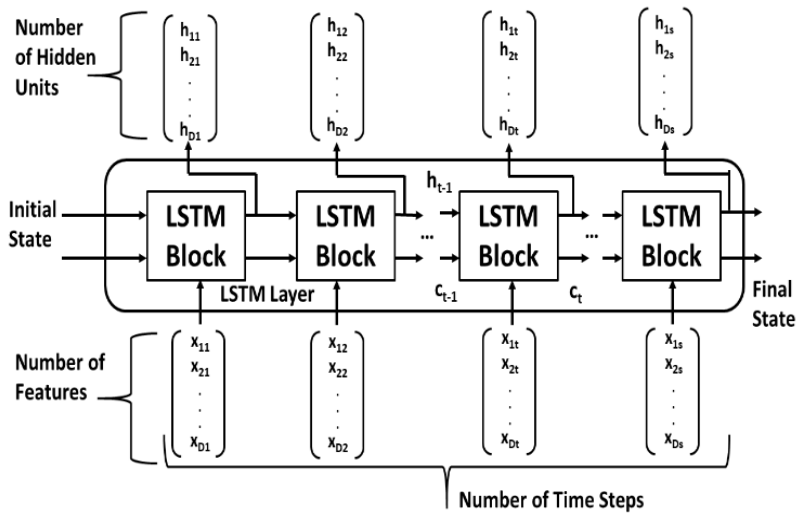 Number
of Hidden
Units
h11
h21
.
.
.
hD1
h12
h22
.
.
.
hD2
h1t
h2t
.
.
.
hDt
h1s
h2s
.
.
.
hDs
Initial
State
LSTM
Block
LSTM
Block
ht-1
...
ct-1
LSTM
Block
...
ct
LSTM
Block
LSTM Layer
Final
State
Number of
Features
x11
x21
.
.
.
xD1
x12
x22
.
.
.
xD2
x1t
x2t
.
.
.
xDt
x1s
x2s
.
.
.
xDs
Number of Time Steps